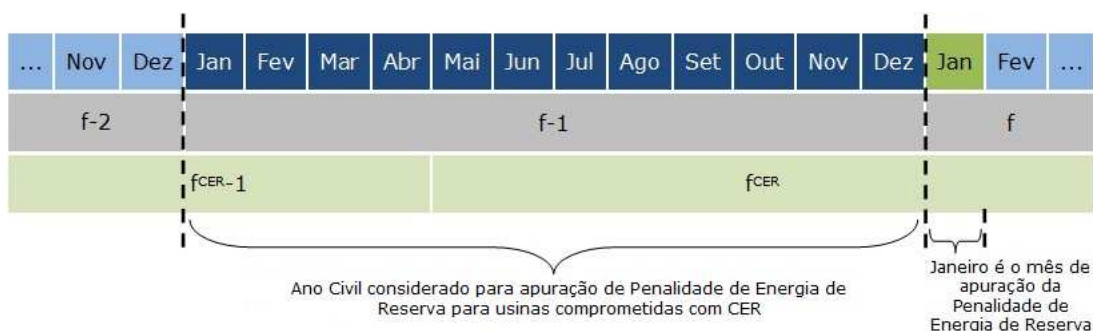 ... Nov Dez Jan Fev Mar Abr Mai Jun Jul Ago Set Out Nov Dez Jan Fev ...
f-2 f-1 f
fCER-1 fCER
Ano Civil considerado para apuração de Penalidade de Energia de
Reserva para usinas comprometidas com CER
Janeiro é o mês de
apuração da
Penalidade de
Energia de Reserva